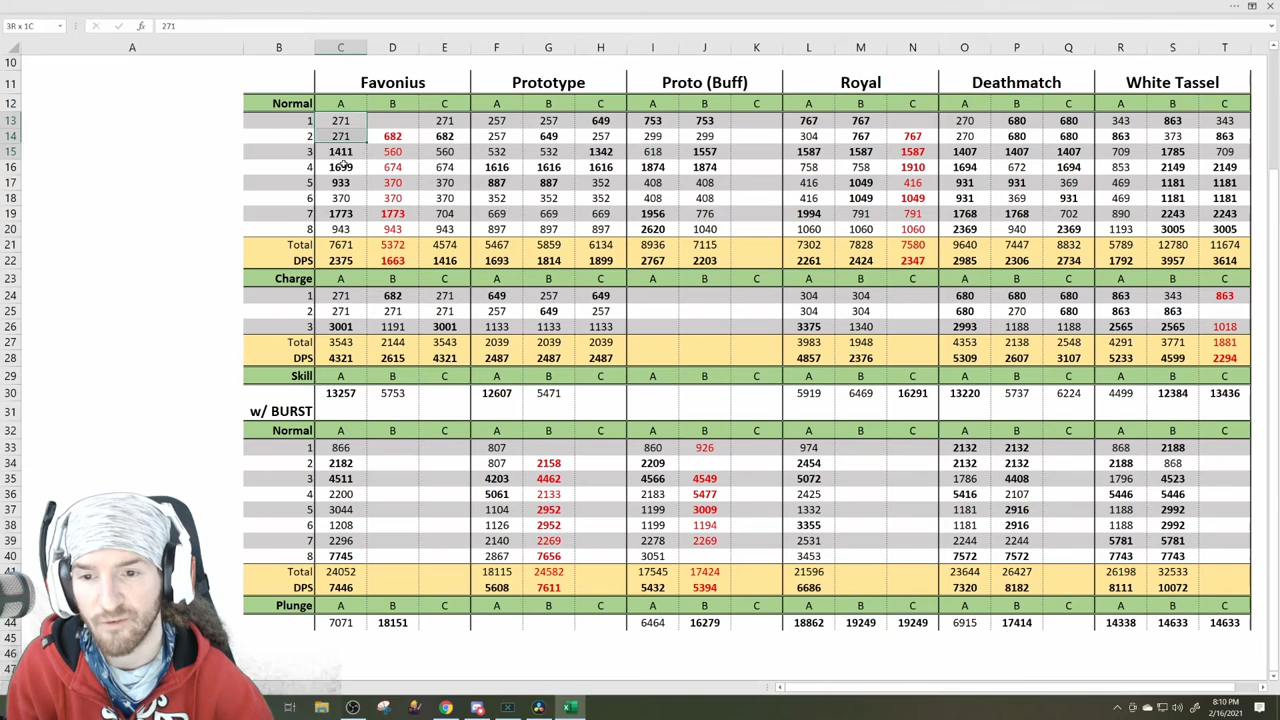 3R x 1C fx 271
A B C D E F G H I J K L M N O P Q R S T
10
11 Favonius Prototype Proto (Buff) Royal Deathmatch White Tassel
12 Normal A B C A B C A B C A B C A B C A B C
13 1 271 271 257 257 649 753 753 767 767 270 680 680 343 863 343
14 2 271 682 682 257 649 257 299 299 304 767 767 270 680 680 863 373 863
15 3 1411 560 560 532 532 1342 618 1557 1587 1587 1587 1407 1407 1407 709 1785 709
16 4 1699 674 674 1616 1616 1616 1874 1874 758 758 1910 1694 672 1694 852 2149 2149
17 5 933 370 370 887 887 352 408 408 416 1049 416 931 931 369 469 1181 1181
18 6 370 370 370 352 352 352 408 408 416 1049 1049 931 369 931 469 1181 1181
19 7 1773 1773 704 669 669 669 1956 776 1994 791 791 1768 1768 702 890 2243 2243
20 8 943 943 943 897 897 897 2620 1040 1060 1060 1060 2369 940 2369 1193 3005 3005
21 Total 7671 5372 4574 5467 5859 6134 8936 7115 7302 7828 7580 9640 7447 8832 5789 12780 11674
22 DPS 2375 1663 1416 1693 1814 1899 2767 2203 2261 2424 2347 2985 2306 2734 1792 3957 3614
23 Charge A B C A B C A B C A B C A B C A B C
24 1 271 682 271 649 257 649 304 304 680 680 680 863 343 863
25 2 271 271 271 257 649 257 304 304 680 270 680 863 863
26 3 3001 1191 3001 1133 1133 1133 3375 1340 2993 1188 1188 2565 2565 1018
27 Total 3543 2144 3543 2039 2039 2039 3983 1948 4353 2138 2548 4291 3771 1881
28 DPS 4321 2615 4321 2487 2487 2487 4857 2376 5309 2607 3107 5233 4599 2294
29 Skill A B C A B C A B C A B C A B C A B C
30 13257 5753 12607 5471 5919 6469 16291 13220 5737 6224 4499 12384 13436
31 w/ BURST
32 Normal A B C A B C A B C A B C A B C A B C
33 1 866 807 860 926 974 2132 2132 868 2188
34 2 2182 807 2158 2209 2454 2132 2132 2188 868
35 3 4511 4203 4462 4566 4549 5072 1786 4408 1796 4523
36 4 2200 5061 2133 2183 5477 2425 5416 2107 5446 5446
37 5 3044 1104 2952 1199 3009 1332 1181 2916 1188 2992
38 6 1208 1126 2952 1199 1194 3355 1181 2916 1188 2992
39 7 2296 2140 2269 2278 2269 2531 2244 2244 5781 5781
40 8 7745 2867 7656 3051 3453 7572 7572 7743 7743
41 Total 24052 18115 24582 17545 17424 21596 23644 26427 26198 32533
DPS 7446 5608 7611 5432 5394 6686 7320 8182 8111 10072
Plunge A B C A B C A B C A B C A B C A B C
44 7071 18151 6464 16279 18862 19249 19249 6915 17414 14338 14633 14633
45
46
47
8:10 PM
2/16/2021